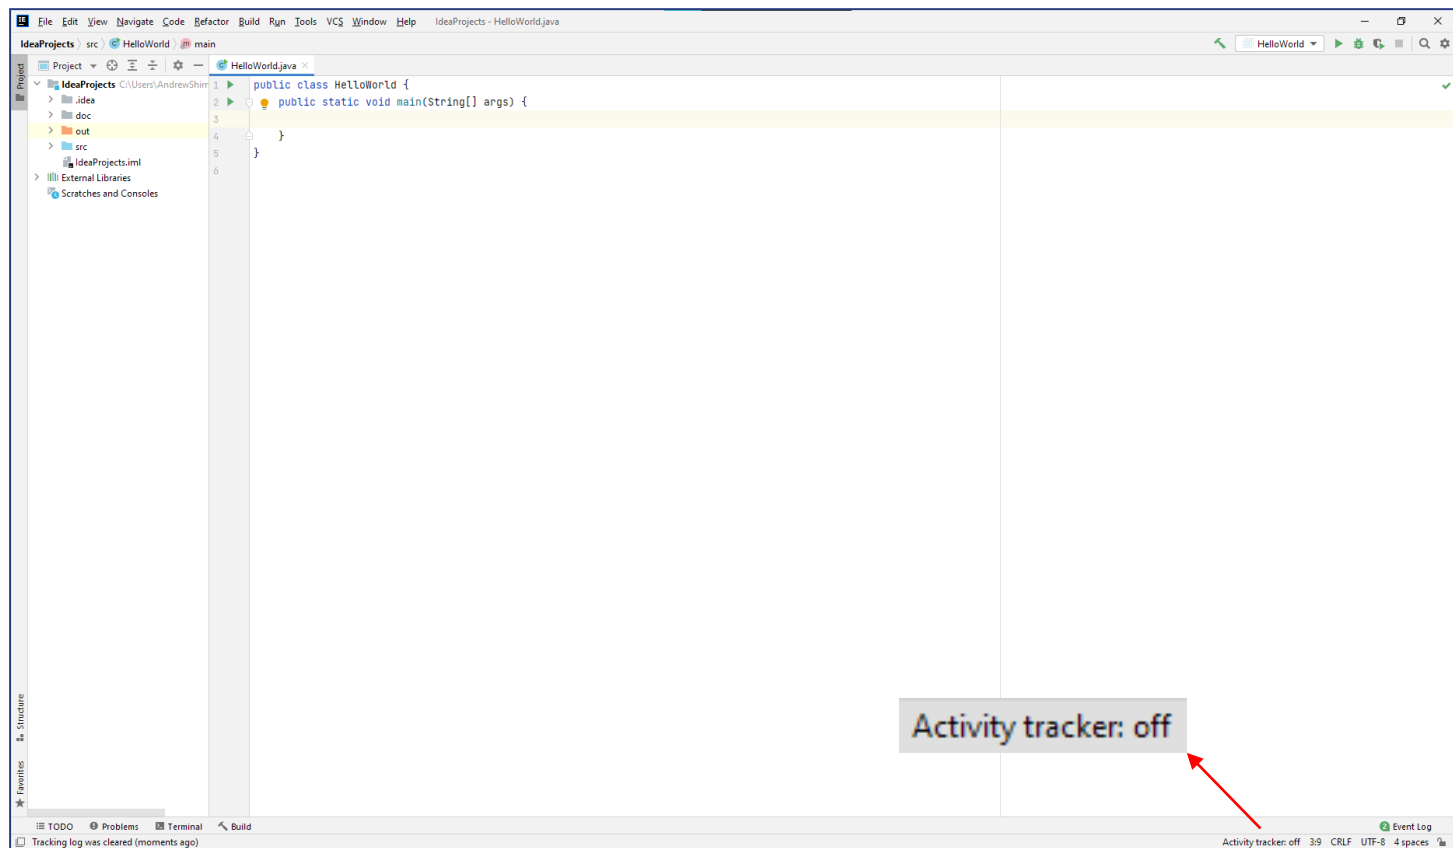 File Edit View Navigate Code Refactor Build Run Tools VCS Window Help IdeaProjects - HelloWorld.java
IdeaProjects src HelloWorld main
HelloWorld
Project
HelloWorld.java
Project
IdeaProjects C:\Users\AndrewShim
.idea
doc
out
src
IdeaProjects.iml
External Libraries
Scratches and Consoles
1 public class HelloWorld {
2 public static void main(String[] args) {
3
4 }
5 }
6
Structure
Favorites
Activity tracker: off
TODO Problems Terminal Build
2 Event Log
Tracking log was cleared (moments ago)
Activity tracker: off 3:9 CRLF UTF-8 4 spaces